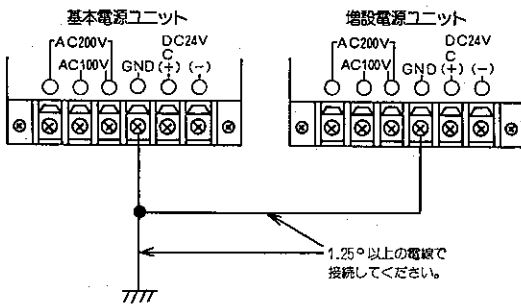 基本電源ユニット
AC200V
AC100V
GND
DC24V
C
(+) (−)
増設電源ユニット
AC200V
AC100V
GND
DC24V
C
(+) (−)
1.25°以上の電線で
接続してください。